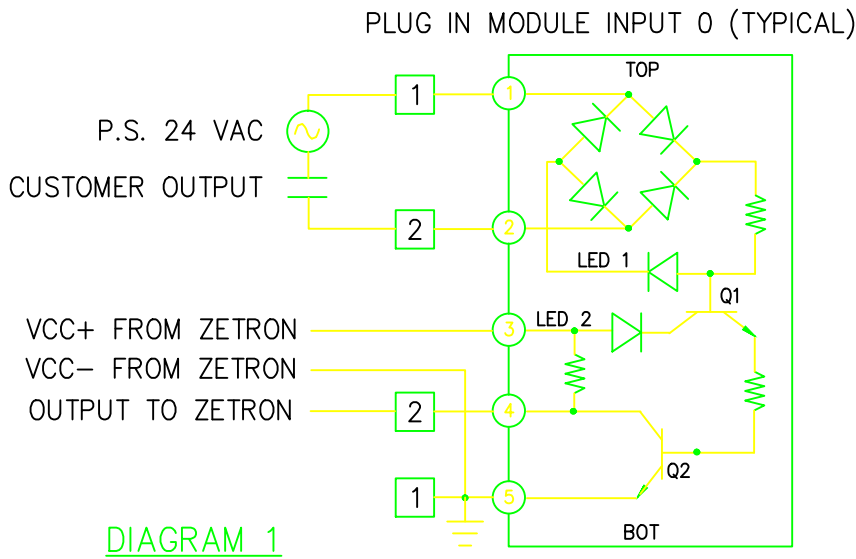 PLUG IN MODULE INPUT 0 (TYPICAL)
TOP
1
1
P.S. 24 VAC
CUSTOMER OUTPUT
2
2
LED 1
Q1
LED 2
VCC+ FROM ZETRON
3
VCC- FROM ZETRON
OUTPUT TO ZETRON
2
4
Q2
1
5
BOT
DIAGRAM 1